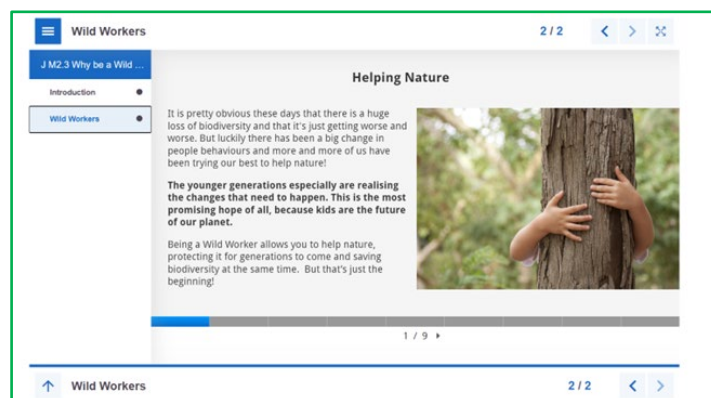 Wild Workers
2 / 2
J M2.3 Why be a Wild ...
Introduction
Wild Workers
Helping Nature
It is pretty obvious these days that there is a huge
loss of biodiversity and that it's just getting worse and
worse. But luckily there has been a big change in
people behaviours and more and more of us have
been trying our best to help nature!
The younger generations especially are realising
the changes that need to happen. This is the most
promising hope of all, because kids are the future
of our planet.
Being a Wild Worker allows you to help nature,
protecting it for generations to come and saving
biodiversity at the same time. But that's just the
beginning!
1 / 9
Wild Workers
2 / 2